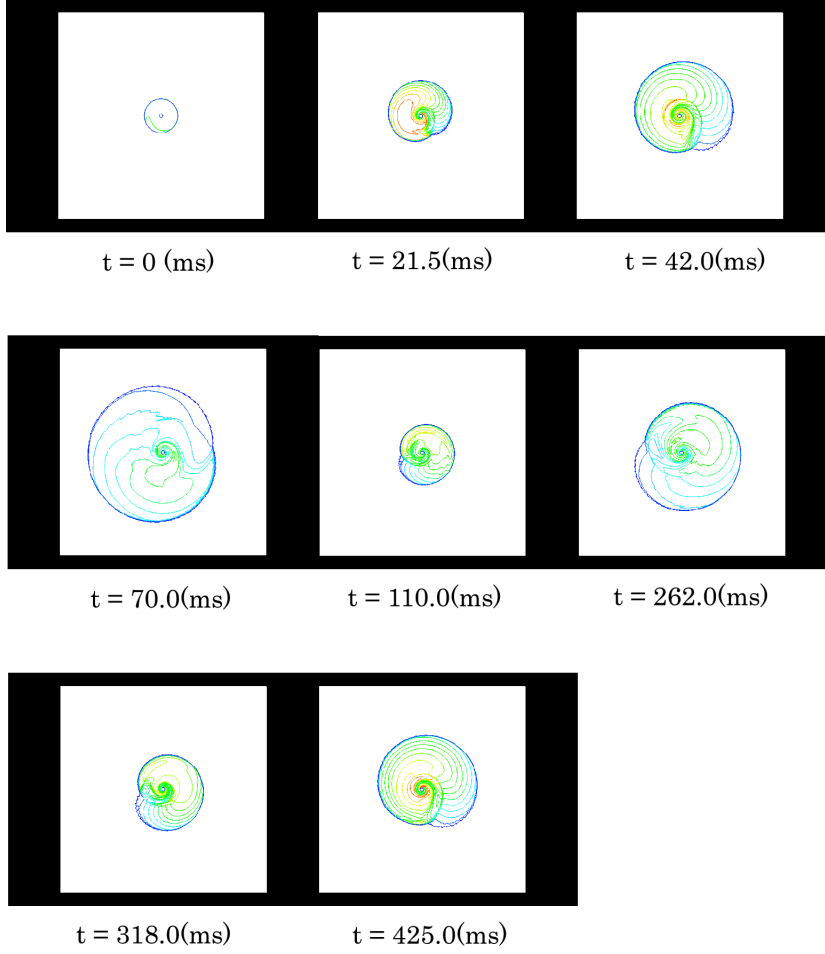 t = 0 (ms)
t = 21.5(ms)
t = 42.0(ms)
t = 70.0(ms)
t = 110.0(ms)
t = 262.0(ms)
t = 318.0(ms)
t = 425.0(ms)